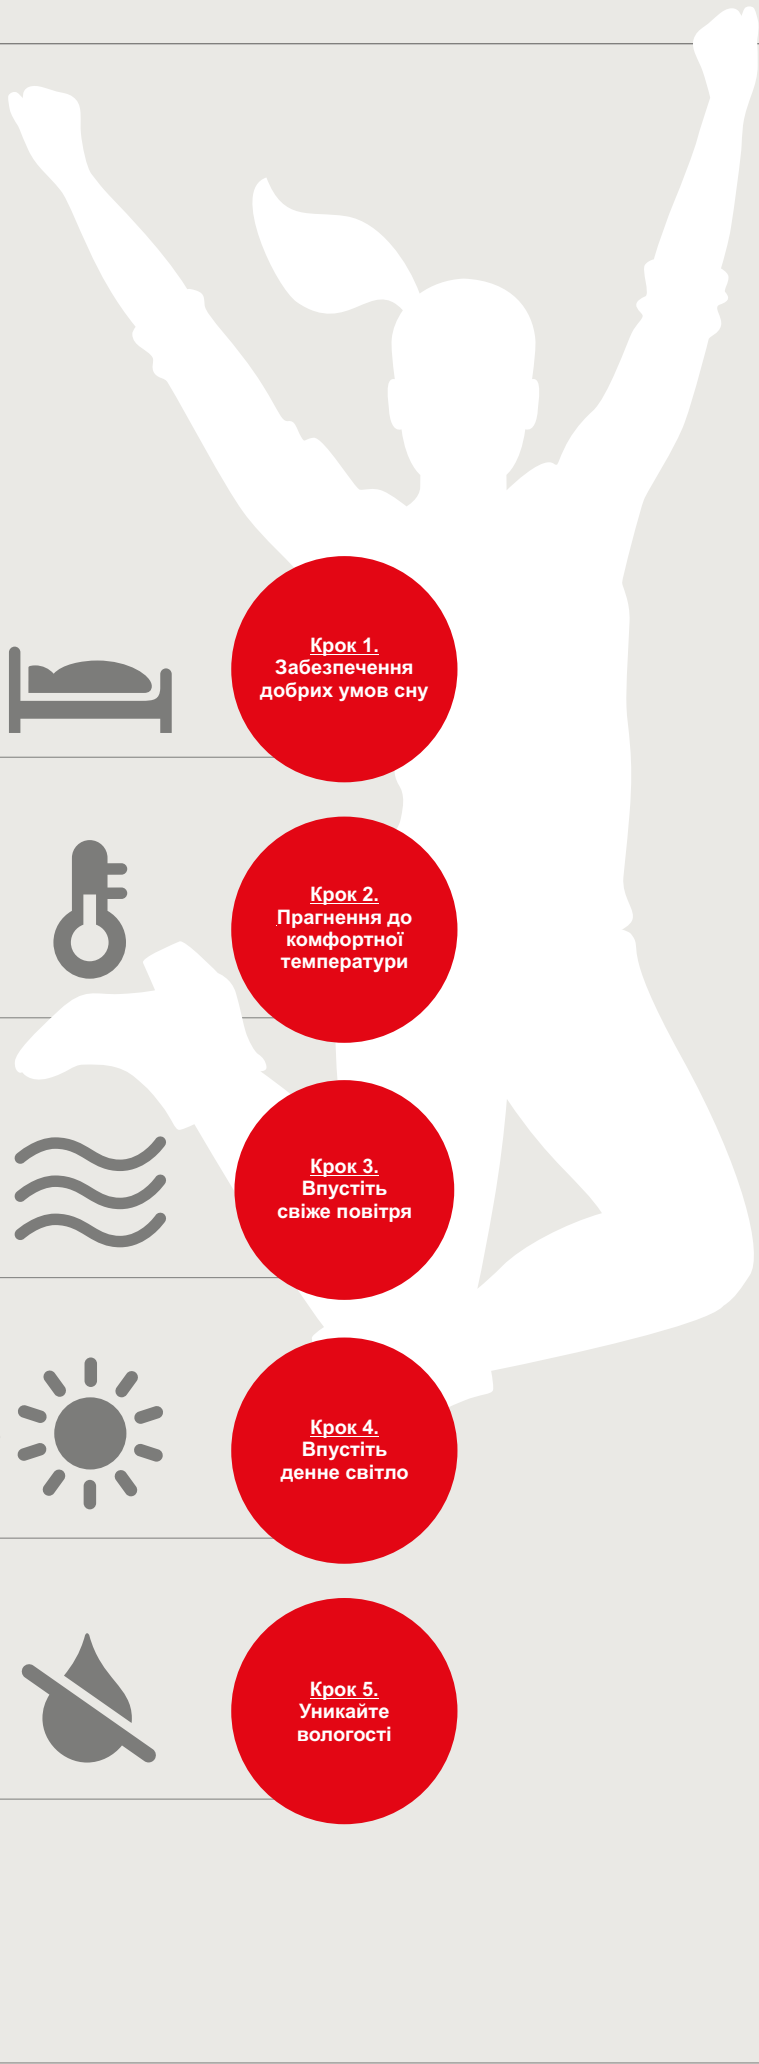 Крок 1.
Забезпечення
добрих умов сну
Крок 2.
Прагнення до
комфортної
температури
Крок 3.
Впустіть
свіже повітря
Крок 4.
Впустіть
денне світло
Крок 5.
Уникайте
вологості